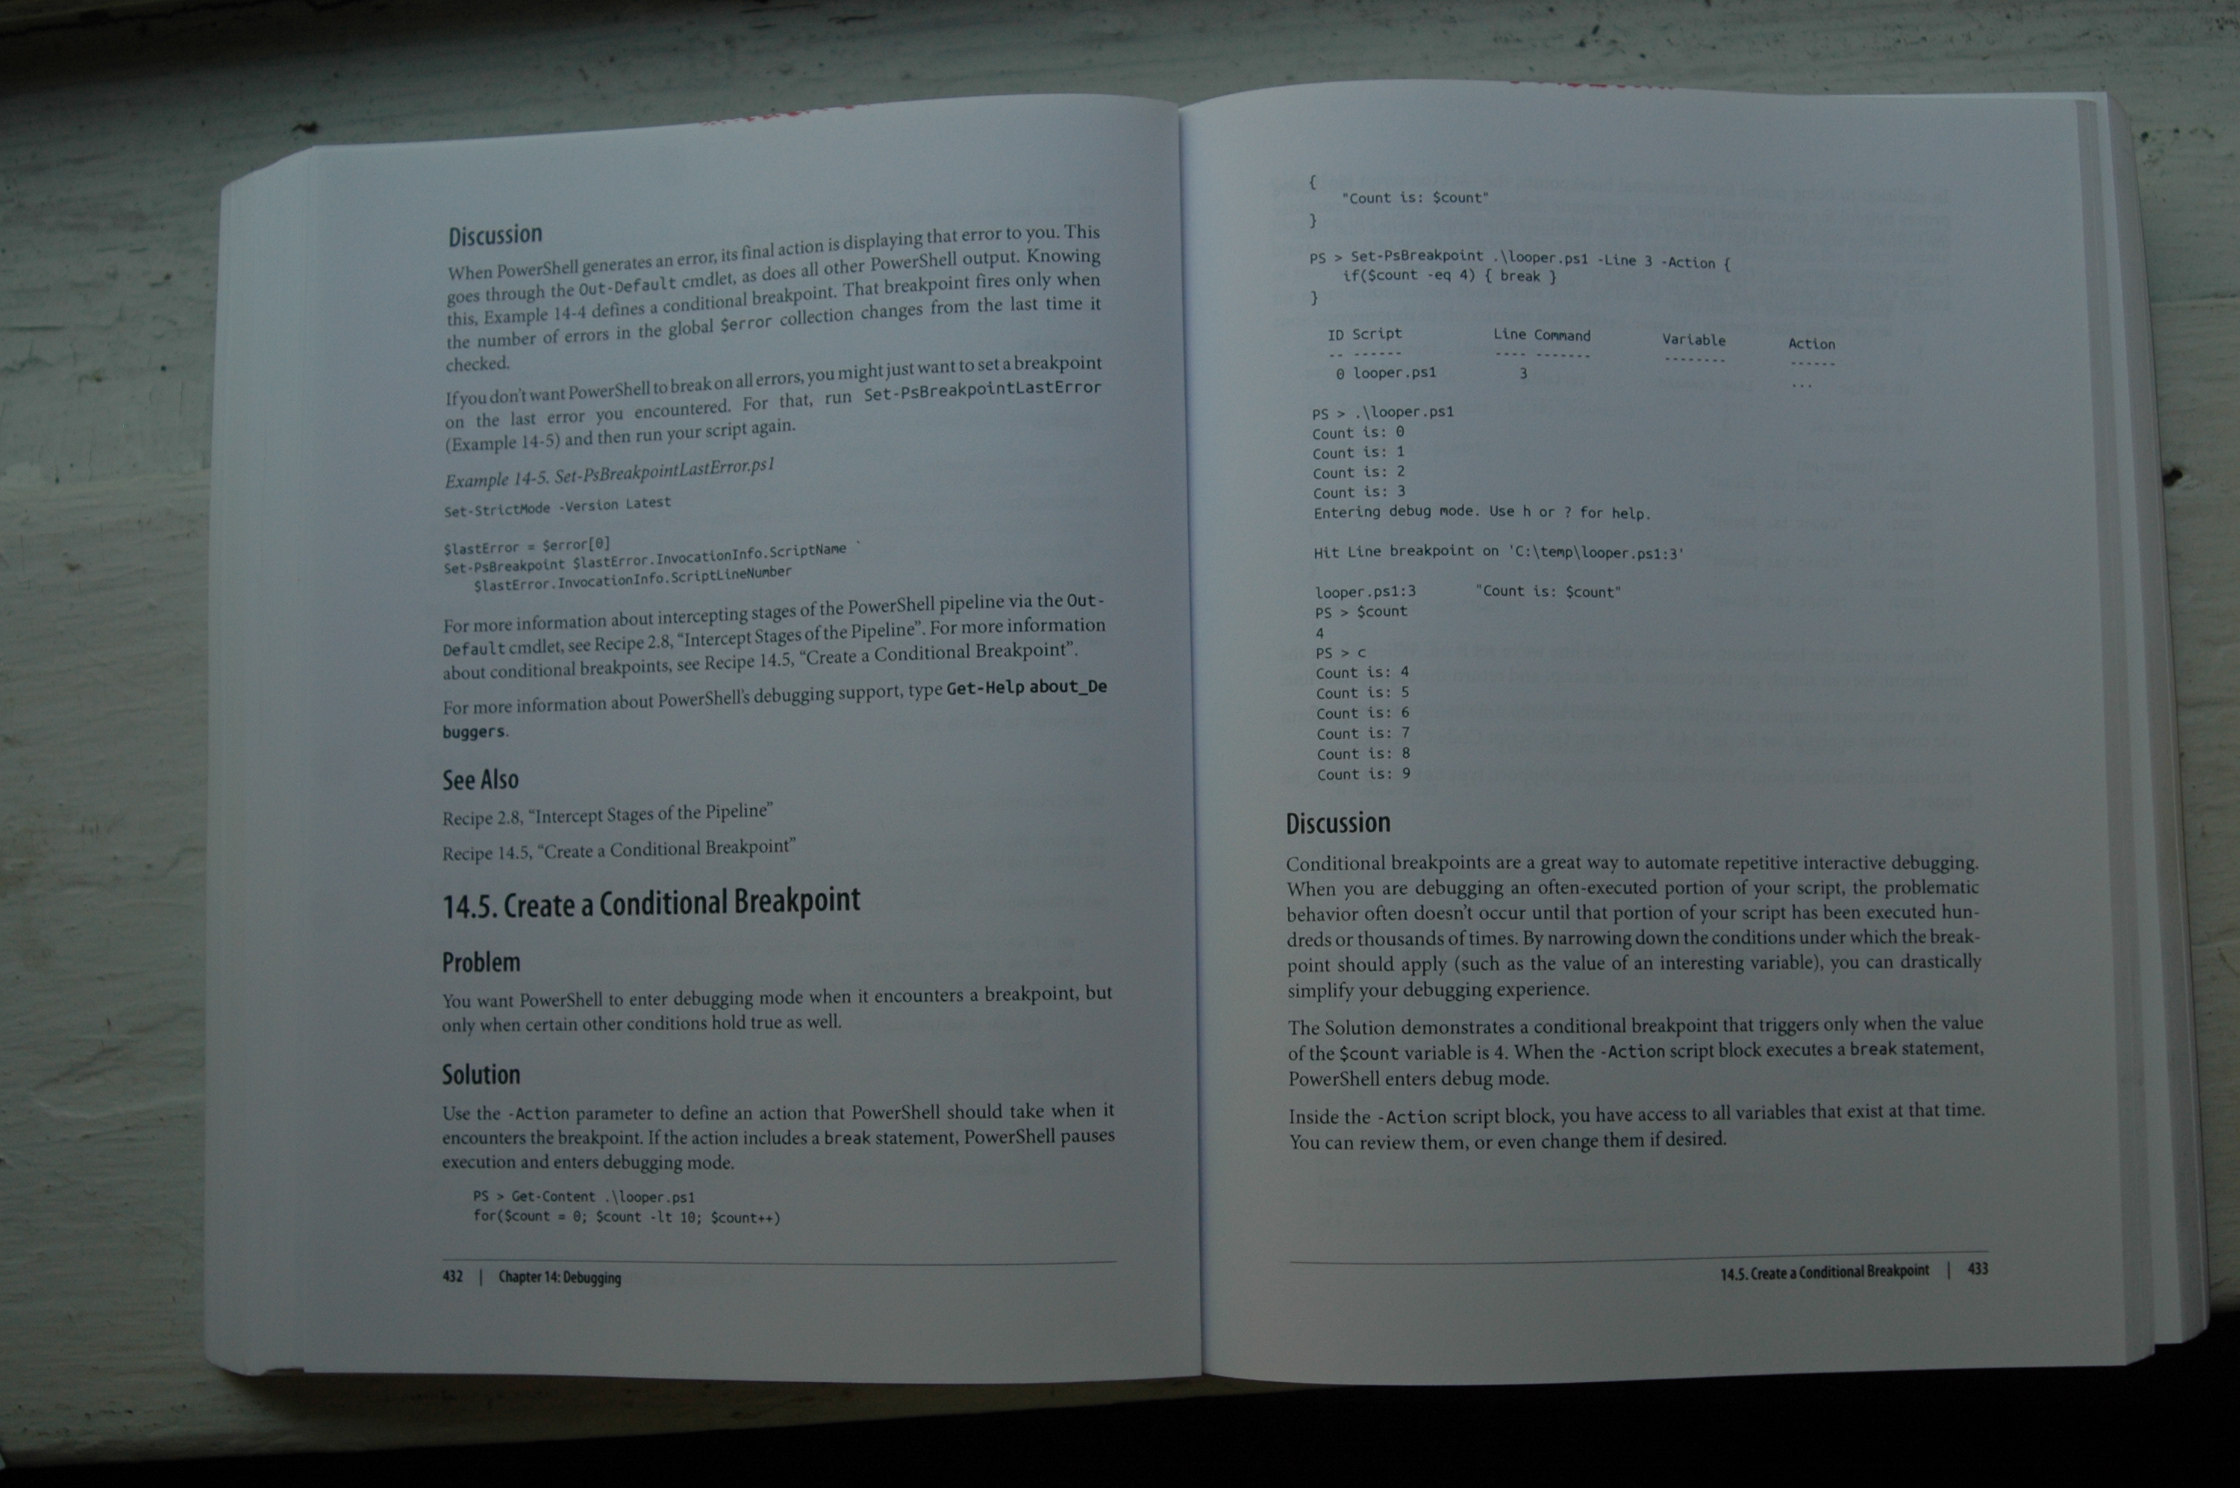 Discussion
When PowerShell generates an error, its final action is displaying that error to you. This
goes through the Out-Default cmdlet, as does all other PowerShell output. Knowing
this, Example 14-4 defines a conditional breakpoint. That breakpoint fires only when
the number of errors in the global $error collection changes from the last time it
checked.
If you don't want PowerShell to break on all errors, you might just want to set a breakpoint
on the last error you encountered. For that, run Set-PsBreakpointLastError
(Example 14-5) and then run your script again.
Example 14-5. Set-PsBreakpointLastError.ps1
Set-StrictMode -Version Latest
$lastError = $error[0]
Set-PsBreakpoint $lastError.InvocationInfo.ScriptName `
    $lastError.InvocationInfo.ScriptLineNumber
For more information about intercepting stages of the PowerShell pipeline via the Out-
Default cmdlet, see Recipe 2.8, “Intercept Stages of the Pipeline”. For more information
about conditional breakpoints, see Recipe 14.5, “Create a Conditional Breakpoint”.
For more information about PowerShell's debugging support, type Get-Help about_De
buggers.
See Also
Recipe 2.8, “Intercept Stages of the Pipeline”
Recipe 14.5, “Create a Conditional Breakpoint”
14.5. Create a Conditional Breakpoint
Problem
You want PowerShell to enter debugging mode when it encounters a breakpoint, but
only when certain other conditions hold true as well.
Solution
Use the -Action parameter to define an action that PowerShell should take when it
encounters the breakpoint. If the action includes a break statement, PowerShell pauses
execution and enters debugging mode.
PS > Get-Content .\looper.ps1
for($count = 0; $count -lt 10; $count++)
432 | Chapter 14: Debugging
{
    "Count is: $count"
}
PS > Set-PsBreakpoint .\looper.ps1 -Line 3 -Action {
    if($count -eq 4) { break }
}
ID Script Line Command Variable Action
-- ------ ---- ------- -------- ------
0 looper.ps1 3 ...
PS > .\looper.ps1
Count is: 0
Count is: 1
Count is: 2
Count is: 3
Entering debug mode. Use h or ? for help.
Hit Line breakpoint on 'C:\temp\looper.ps1:3'
looper.ps1:3 "Count is: $count"
PS > $count
4
PS > c
Count is: 4
Count is: 5
Count is: 6
Count is: 7
Count is: 8
Count is: 9
Discussion
Conditional breakpoints are a great way to automate repetitive interactive debugging.
When you are debugging an often-executed portion of your script, the problematic
behavior often doesn't occur until that portion of your script has been executed hun-
dreds or thousands of times. By narrowing down the conditions under which the break-
point should apply (such as the value of an interesting variable), you can drastically
simplify your debugging experience.
The Solution demonstrates a conditional breakpoint that triggers only when the value
of the $count variable is 4. When the -Action script block executes a break statement,
PowerShell enters debug mode.
Inside the -Action script block, you have access to all variables that exist at that time.
You can review them, or even change them if desired.
14.5. Create a Conditional Breakpoint | 433